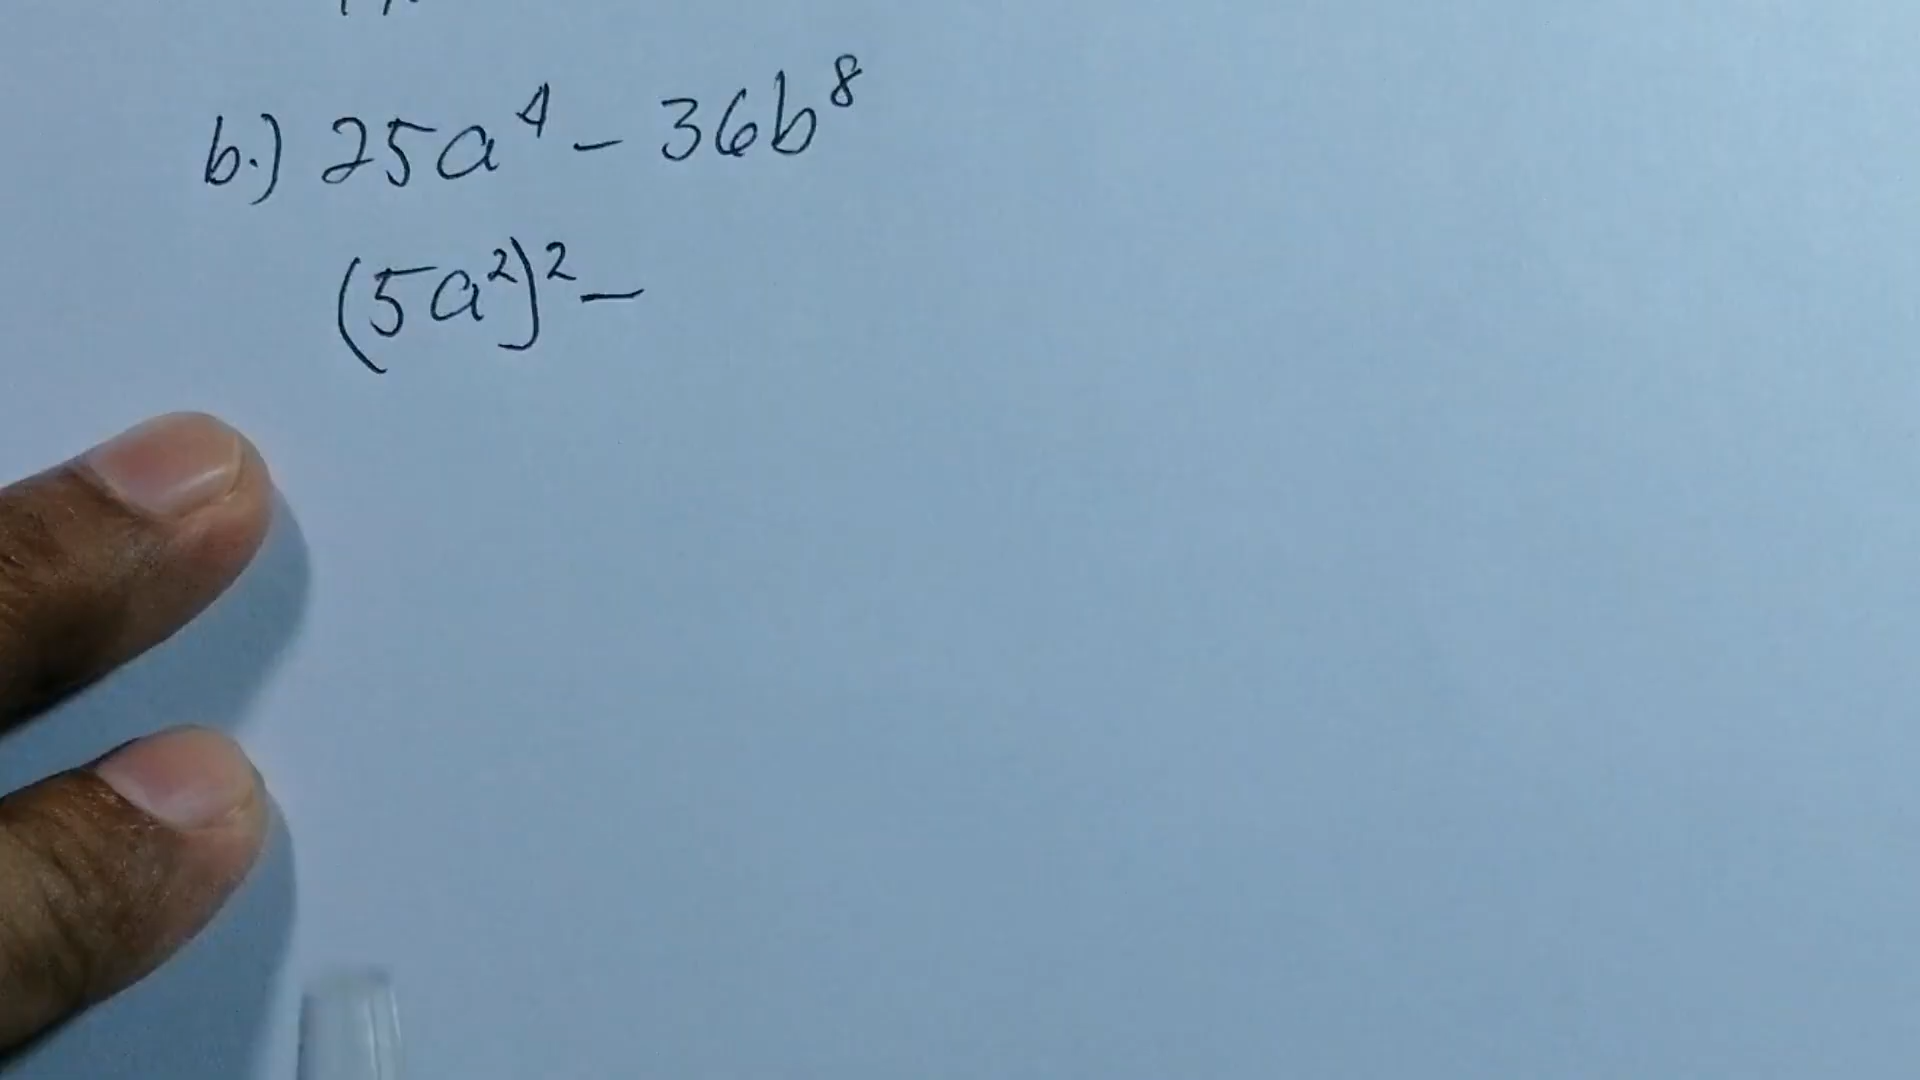 b.) 25a⁴ - 36b⁸
(5a²)² -